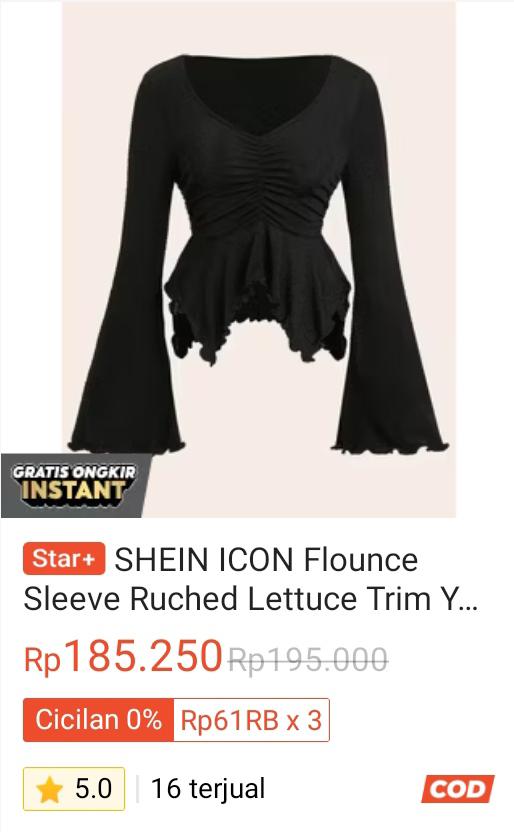 GRATIS ONGKIR
INSTANT
Star+ SHEIN ICON Flounce
Sleeve Ruched Lettuce Trim Y...
Rp185.250 Rp195.000
Cicilan 0% Rp61RB x 3
5.0 16 terjual COD